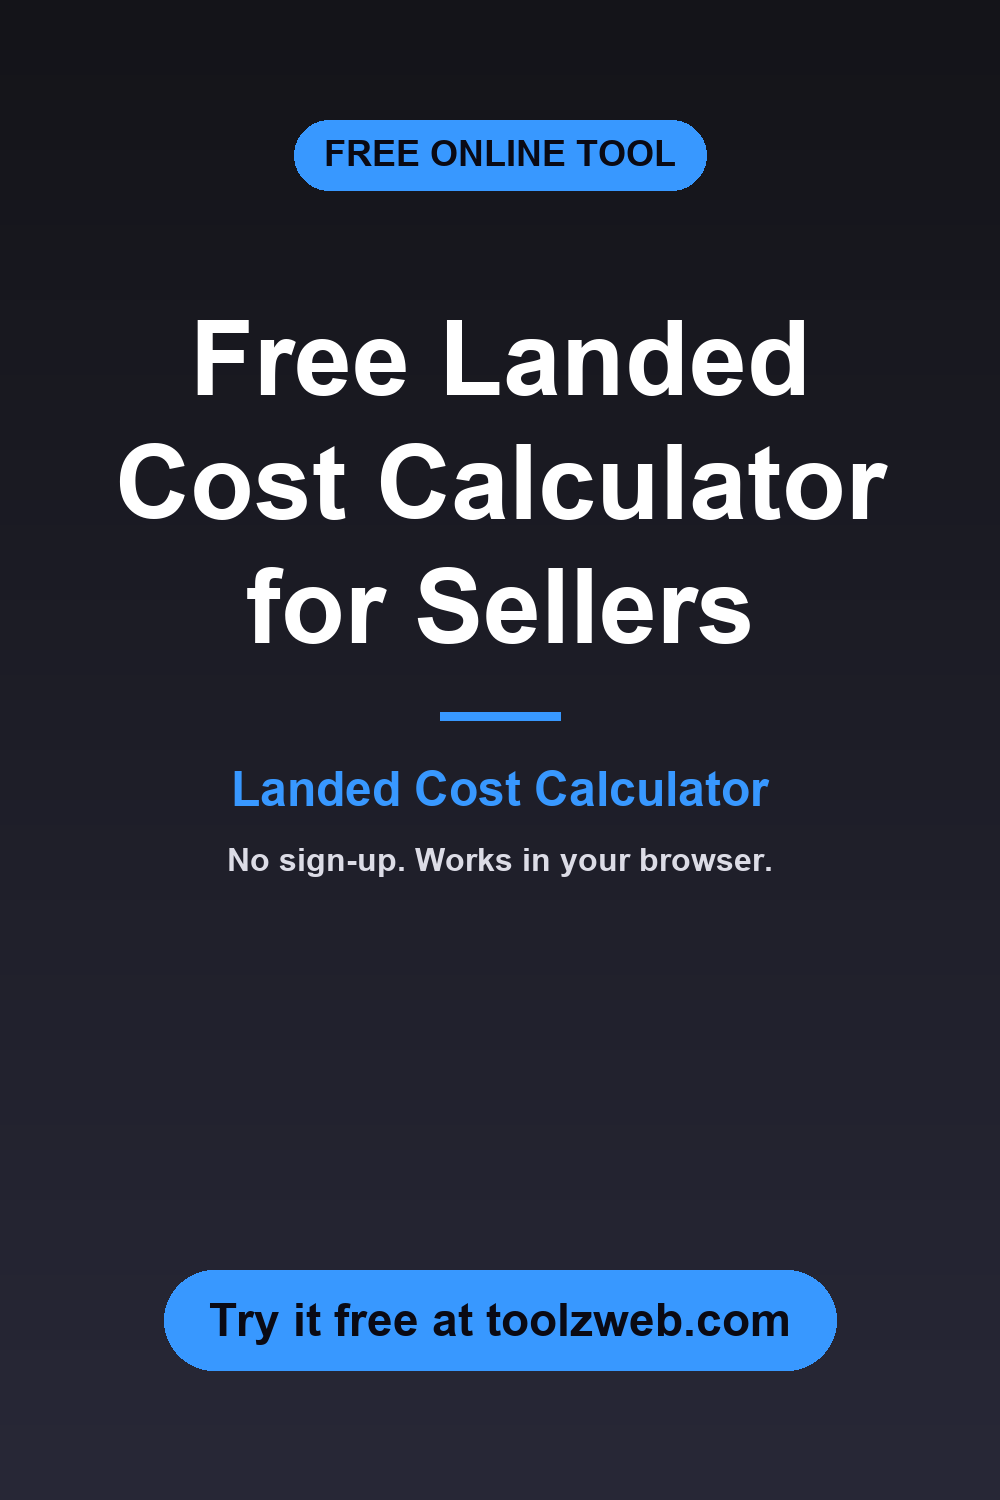 FREE ONLINE TOOL
Free Landed
Cost Calculator
for Sellers
Landed Cost Calculator
No sign-up. Works in your browser.
Try it free at toolzweb.com